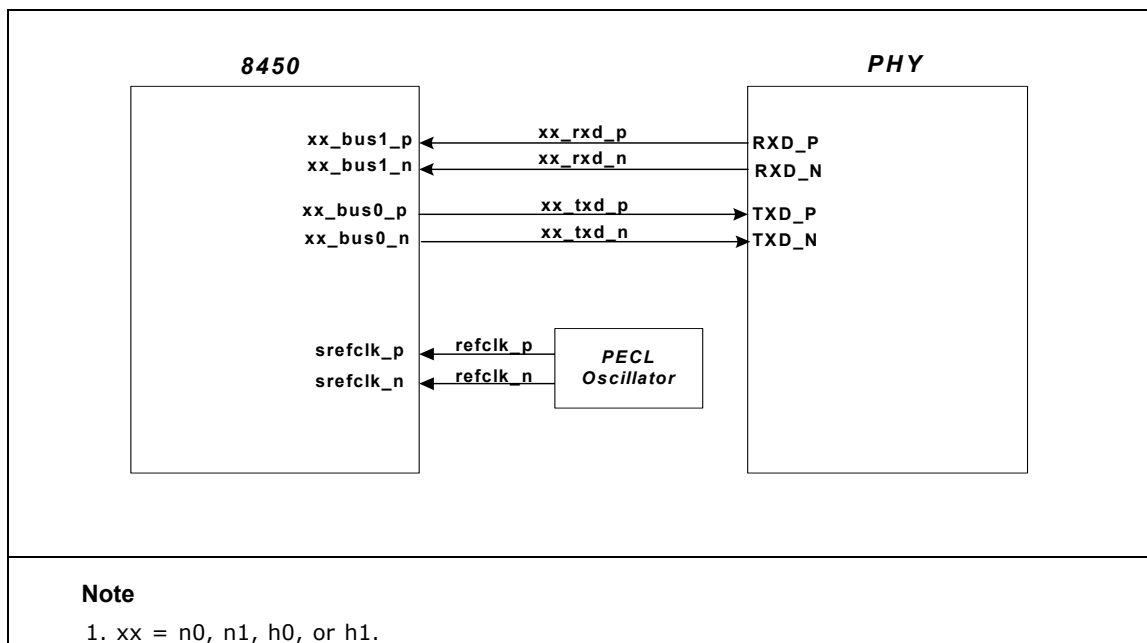 8450
PHY
xx_bus1_p
xx_rxd_p
RXD_P
xx_bus1_n
xx_rxd_n
RXD_N
xx_bus0_p
xx_txd_p
TXD_P
xx_bus0_n
xx_txd_n
TXD_N
srefclk_p
refclk_p
srefclk_n
refclk_n
PECL
Oscillator
Note
1. xx = n0, n1, h0, or h1.